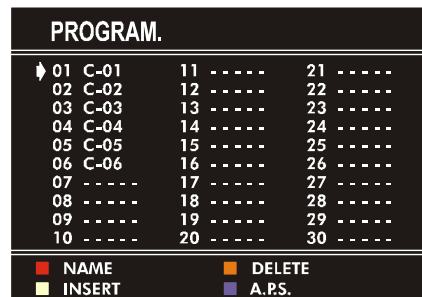 PROGRAM.
01 C-01 11 - - - - - 21 - - - - -
02 C-02 12 - - - - - 22 - - - - -
03 C-03 13 - - - - - 23 - - - - -
04 C-04 14 - - - - - 24 - - - - -
05 C-05 15 - - - - - 25 - - - - -
06 C-06 16 - - - - - 26 - - - - -
07 - - - - - 17 - - - - - 27 - - - - -
08 - - - - - 18 - - - - - 28 - - - - -
09 - - - - - 19 - - - - - 29 - - - - -
10 - - - - - 20 - - - - - 30 - - - - -
NAME DELETE
INSERT A.P.S.